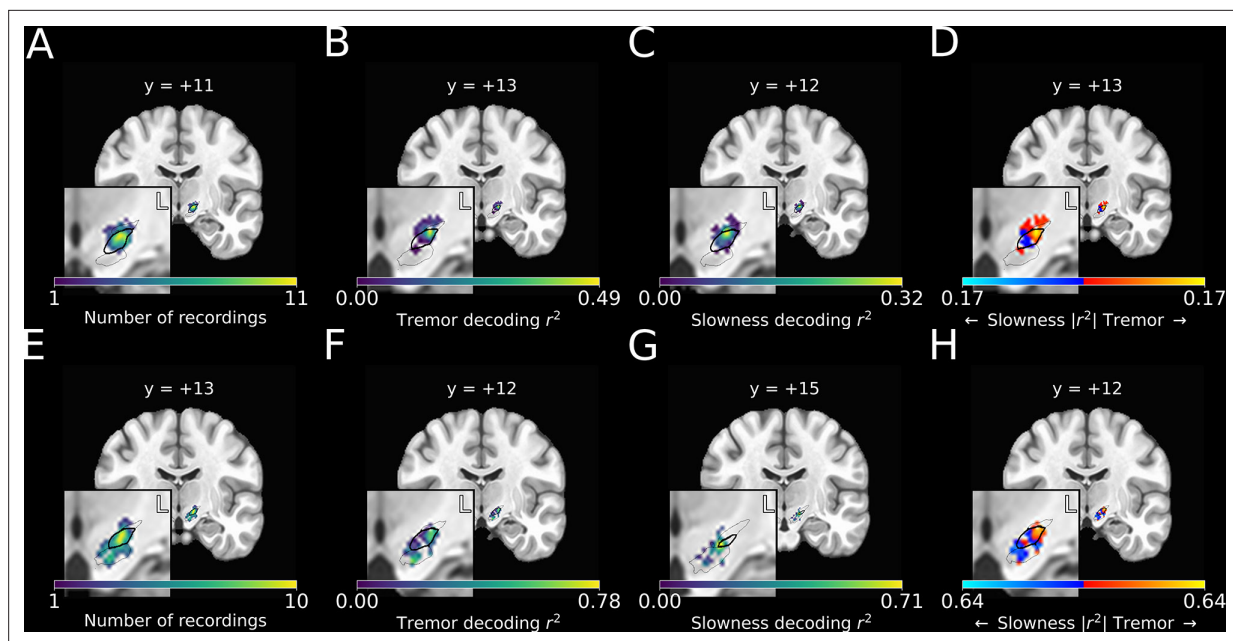 A B C D
y = +11 y = +13 y = +12 y = +13
L L L L
1 11 0.00 0.49 0.00 0.32 0.17 0.17
Number of recordings Tremor decoding r² Slowness decoding r² ← Slowness |r²| Tremor →
E F G H
y = +13 y = +12 y = +15 y = +12
L L L L
1 10 0.00 0.78 0.00 0.71 0.64 0.64
Number of recordings Tremor decoding r² Slowness decoding r² ← Slowness |r²| Tremor →